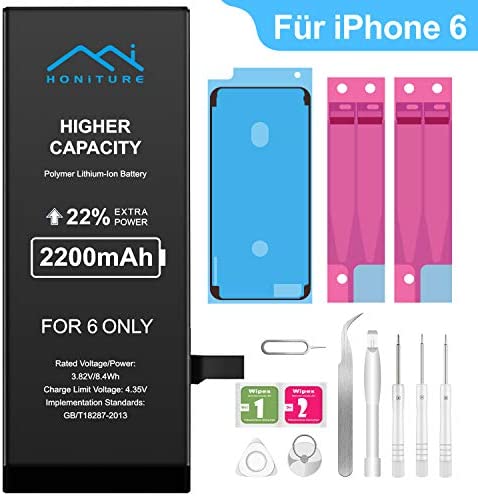 Für iPhone 6
HONiTURE
HIGHER
CAPACITY
Polymer Lithium-Ion Battery
22% EXTRA
POWER
2200mAh
FOR 6 ONLY
Rated Voltage/Power:
3.82V/8.4Wh
Charge Limit Voltage: 4.35V
Implementation Standards:
GB/T18287-2013
Wipes
1
Wipes
2